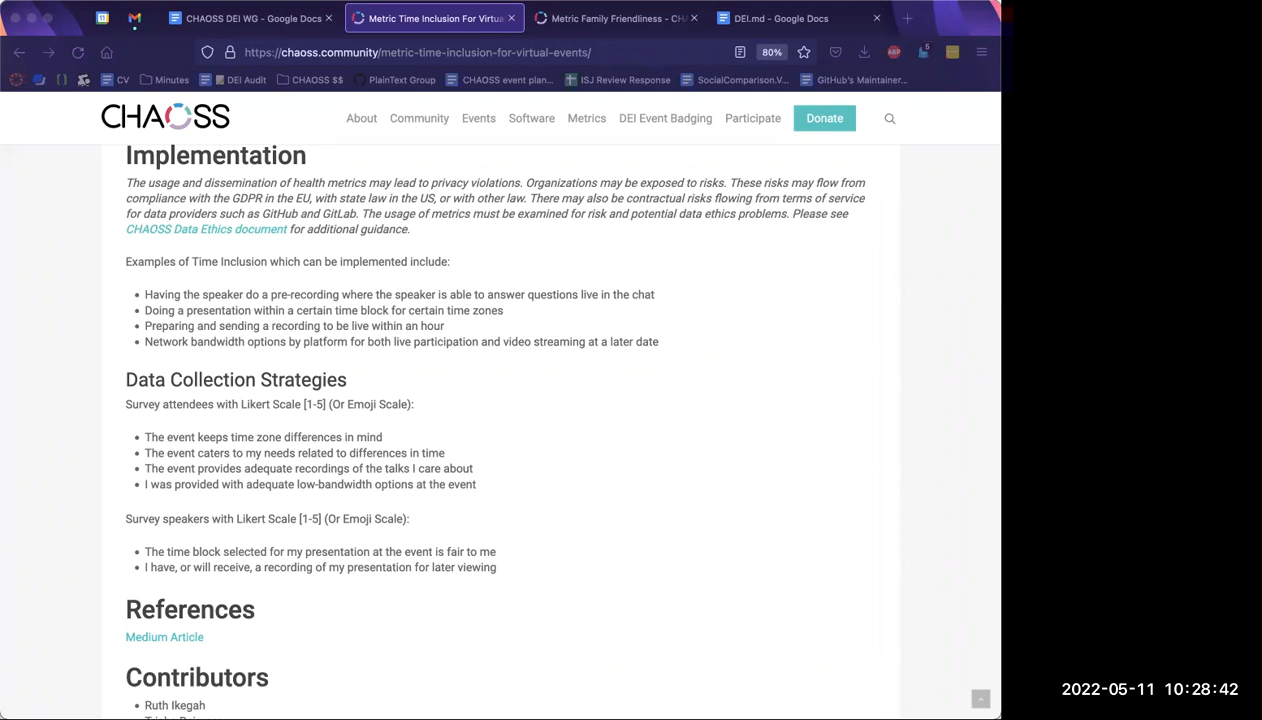 CHAOSS DEI WG - Google Docs
Metric Time Inclusion For Virtua
Metric Family Friendliness - CHA
DEI.md - Google Docs
https://chaoss.community/metric-time-inclusion-for-virtual-events/
80%
ABP
5
CV
Minutes
DEI Audit
CHAOSS $$
PlainText Group
CHAOSS event plan...
ISJ Review Response
SocialComparison.V...
GitHub's Maintainer...
CHAOSS
About
Community
Events
Software
Metrics
DEI Event Badging
Participate
Donate
Implementation
The usage and dissemination of health metrics may lead to privacy violations. Organizations may be exposed to risks. These risks may flow from
compliance with the GDPR in the EU, with state law in the US, or with other law. There may also be contractual risks flowing from terms of service
for data providers such as GitHub and GitLab. The usage of metrics must be examined for risk and potential data ethics problems. Please see
CHAOSS Data Ethics document for additional guidance.
Examples of Time Inclusion which can be implemented include:
• Having the speaker do a pre-recording where the speaker is able to answer questions live in the chat
• Doing a presentation within a certain time block for certain time zones
• Preparing and sending a recording to be live within an hour
• Network bandwidth options by platform for both live participation and video streaming at a later date
Data Collection Strategies
Survey attendees with Likert Scale [1-5] (Or Emoji Scale):
• The event keeps time zone differences in mind
• The event caters to my needs related to differences in time
• The event provides adequate recordings of the talks I care about
• I was provided with adequate low-bandwidth options at the event
Survey speakers with Likert Scale [1-5] (Or Emoji Scale):
• The time block selected for my presentation at the event is fair to me
• I have, or will receive, a recording of my presentation for later viewing
References
Medium Article
Contributors
• Ruth Ikegah
2022-05-11 10:28:42